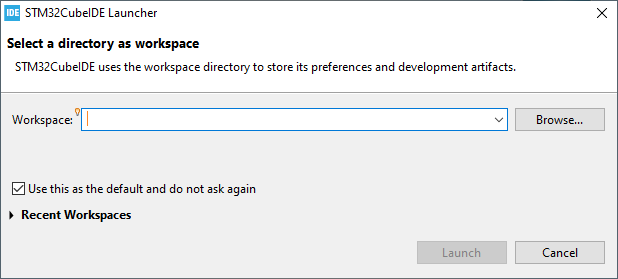 IDE STM32CubeIDE Launcher
Select a directory as workspace
STM32CubeIDE uses the workspace directory to store its preferences and development artifacts.
Workspace: Browse...
Use this as the default and do not ask again
Recent Workspaces
Launch Cancel